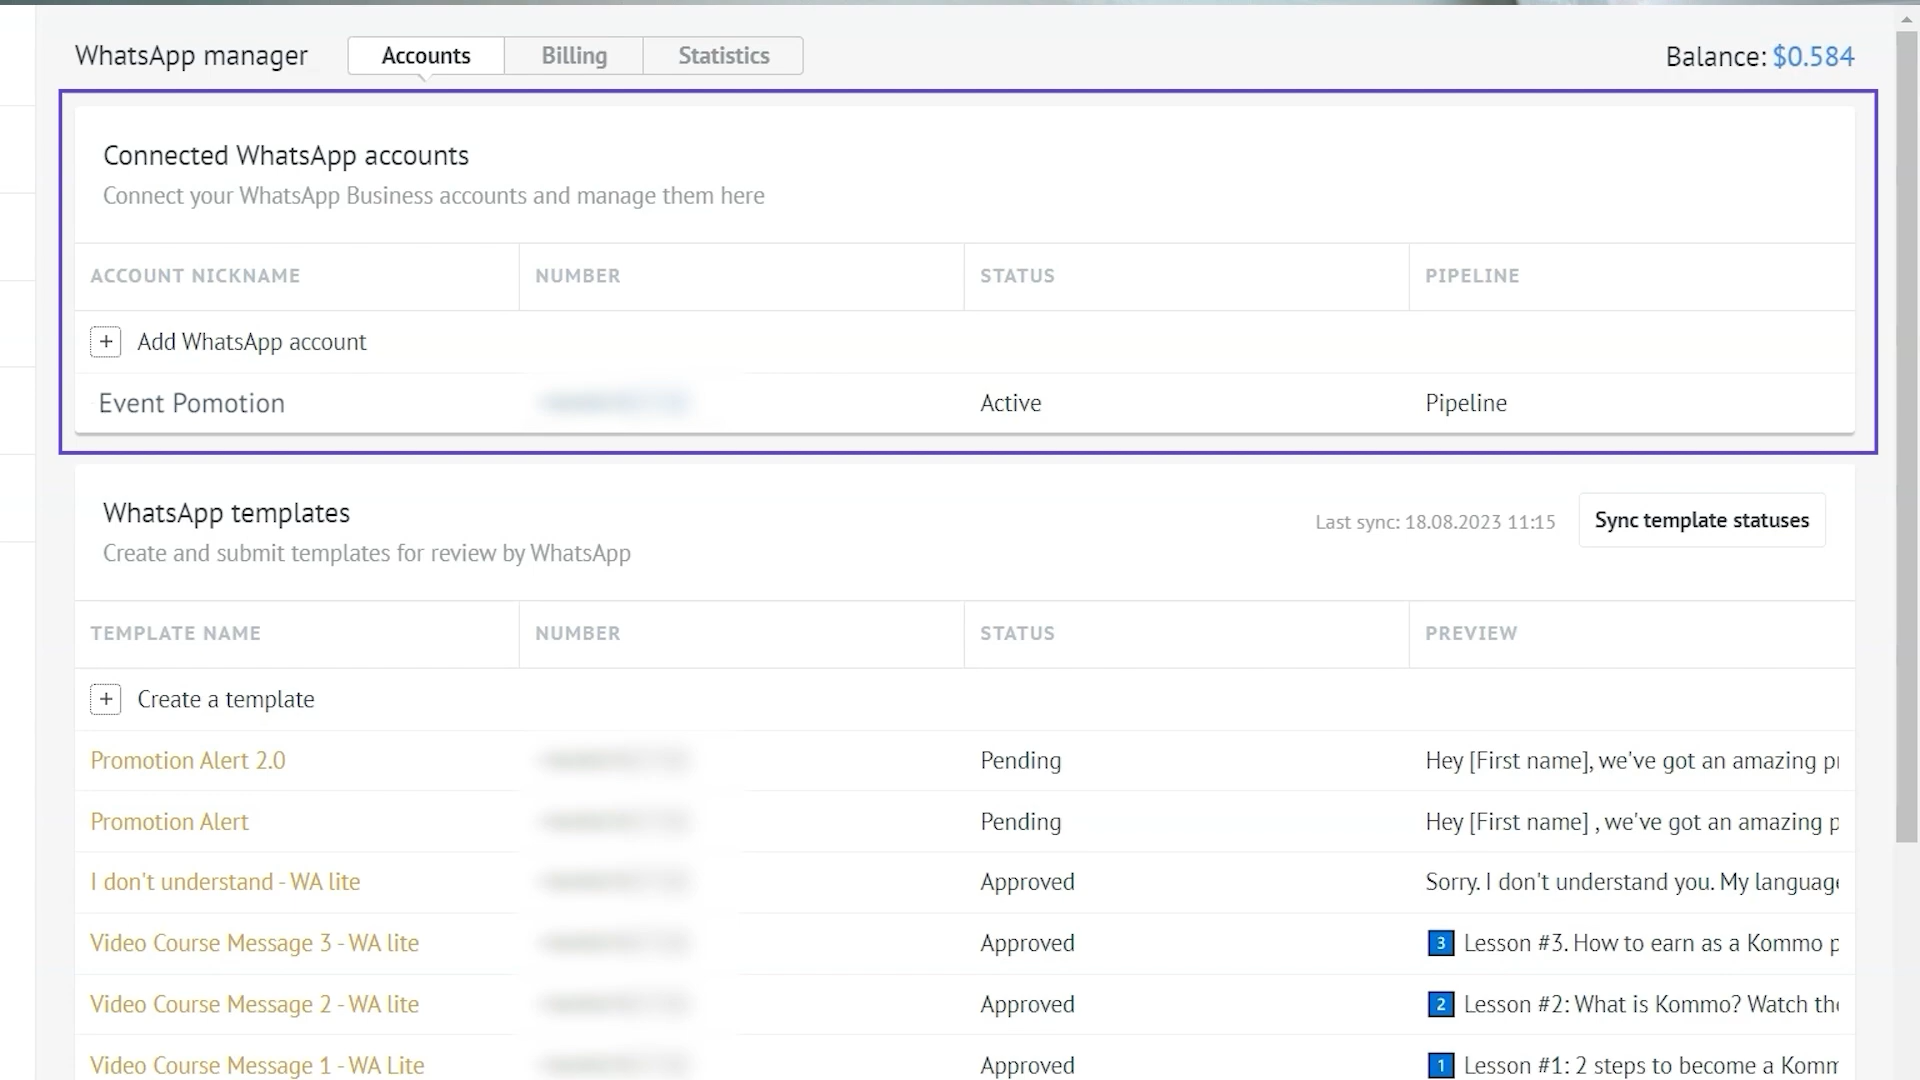 WhatsApp manager
Accounts
Billing
Statistics
Balance: $0.584
Connected WhatsApp accounts
Connect your WhatsApp Business accounts and manage them here
ACCOUNT NICKNAME NUMBER STATUS PIPELINE
+ Add WhatsApp account
Event Pomotion Active Pipeline
WhatsApp templates
Create and submit templates for review by WhatsApp
Last sync: 18.08.2023 11:15
Sync template statuses
TEMPLATE NAME NUMBER STATUS PREVIEW
+ Create a template
Promotion Alert 2.0 Pending Hey [First name], we've got an amazing
Promotion Alert Pending Hey [First name] , we've got an amazing
I don't understand - WA lite Approved Sorry. I don't understand you. My language
Video Course Message 3 - WA lite Approved 3 Lesson #3. How to earn as a Kommo
Video Course Message 2 - WA lite Approved 2 Lesson #2: What is Kommo? Watch the
Video Course Message 1 - WA Lite Approved 1 Lesson #1: 2 steps to become a